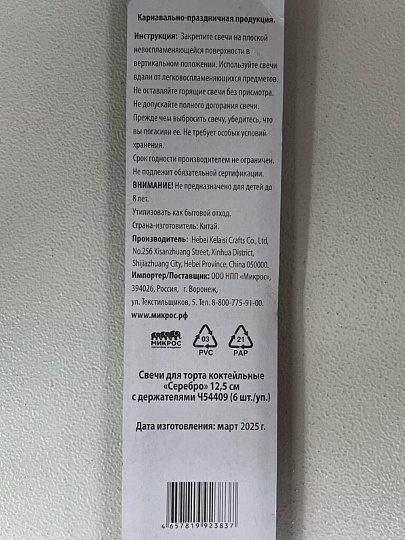 Карнавально-праздничная продукция.
Инструкция: Закрепите свечи на плоской
невоспламеняющейся поверхности в
вертикальном положении. Используйте свечи
вдали от легковоспламеняющихся предметов.
Не оставляйте горящие свечи без присмотра.
Не допускайте полного догорания свечи.
Прежде чем выбросить свечу, убедитесь, что
вы погасили ее. Не требует особых условий
хранения.
Срок годности производителем не ограничен.
Не подлежит обязательной сертификации.
ВНИМАНИЕ! Не предназначено для детей до
8 лет.
Утилизовать как бытовой отход.
Страна-изготовитель: Китай.
Производитель: Hebei Kelaisi Crafts Co., Ltd,
No.256 Xisanzhuang Street, Xinhua District,
Shijiazhuang City, Hebei Province, China 050000.
Импортер/Поставщик: ООО НПП «Микрос»,
394026, Россия, г. Воронеж,
ул. Текстильщиков, 5. Тел. 8-800-775-91-00.
www.микрос.рф
МИКРОС
03
PVC
21
PAP
Свечи для торта коктейльные
«Серебро» 12,5 см
с держателями Ч54409 (6 шт./уп.)
Дата изготовления: март 2025 г.
4 657819 923837